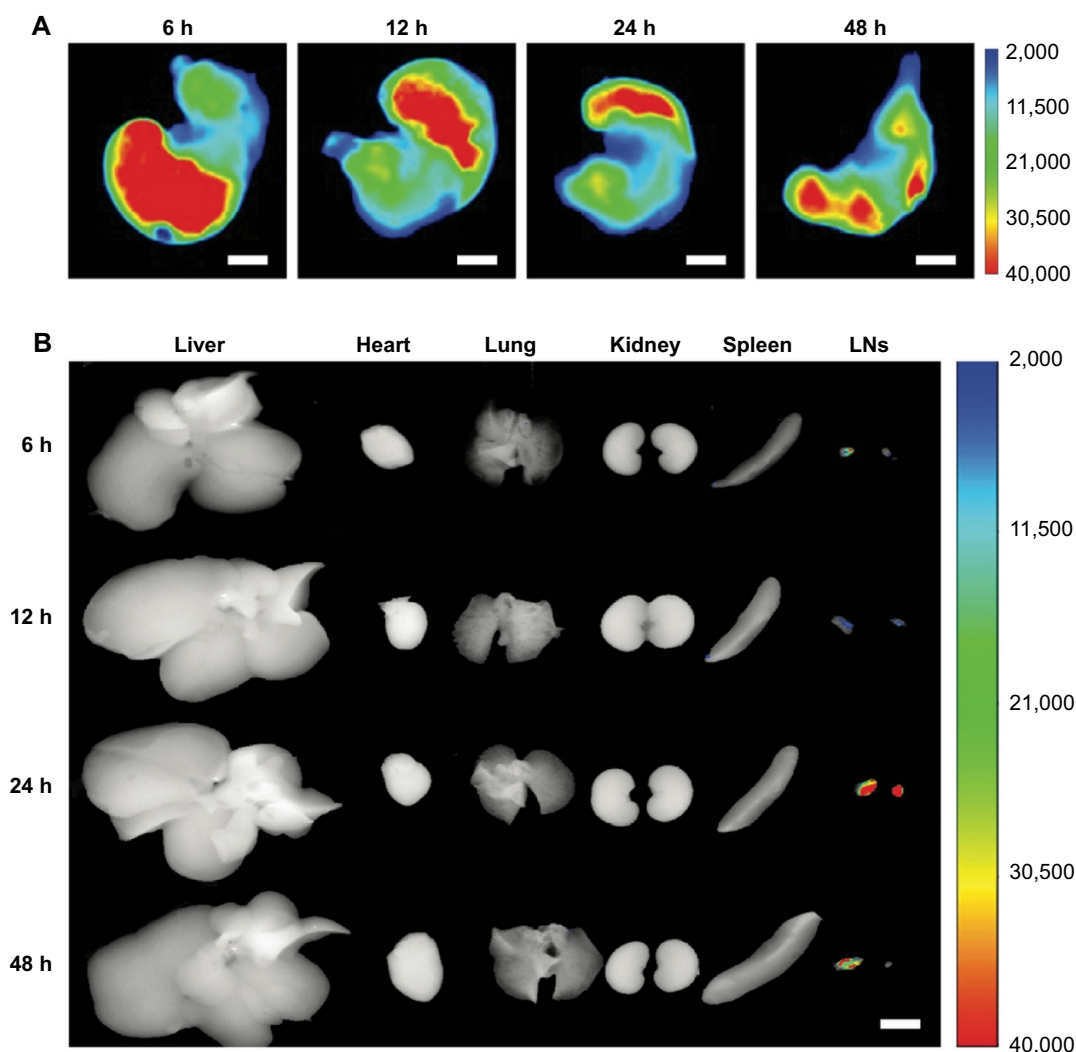 A
6 h 12 h 24 h 48 h
2,000
11,500
21,000
30,500
40,000
B
Liver Heart Lung Kidney Spleen LNs
6 h
12 h
24 h
48 h
2,000
11,500
21,000
30,500
40,000